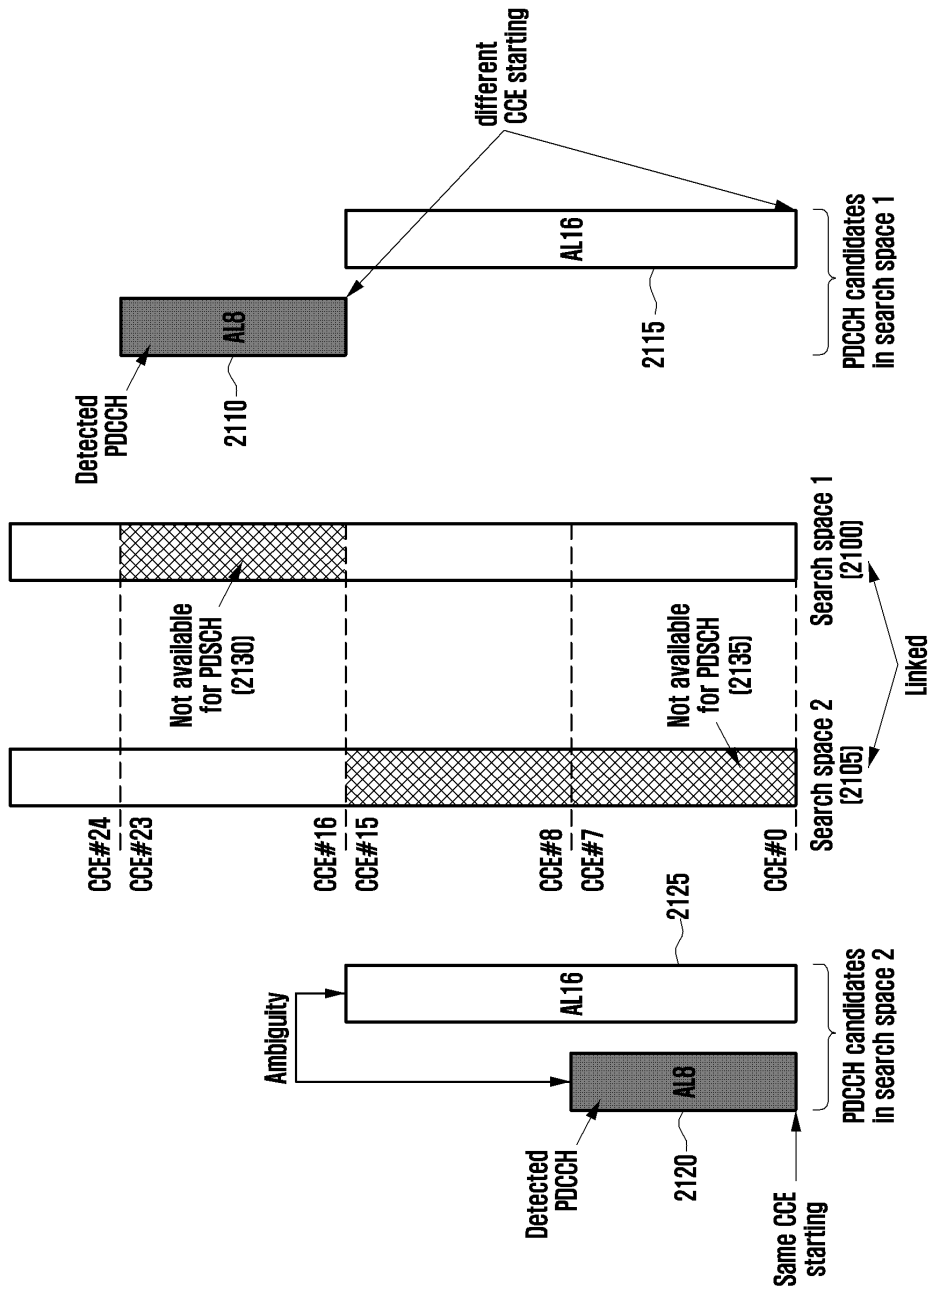 different
CCE starting
AL16
2115
PDCCH candidates
in search space 1
AL8
Detected
PDCCH
2110
Search space 1
(2100)
Not available
for PDSCH
(2130)
Not available
for PDSCH
(2135)
Linked
Search space 2
(2105)
CCE#24
CCE#23
CCE#16
CCE#15
CCE#8
CCE#7
CCE#0
Ambiguity
AL16
2125
AL8
Detected
PDCCH
2120
PDCCH candidates
in search space 2
Same CCE
starting